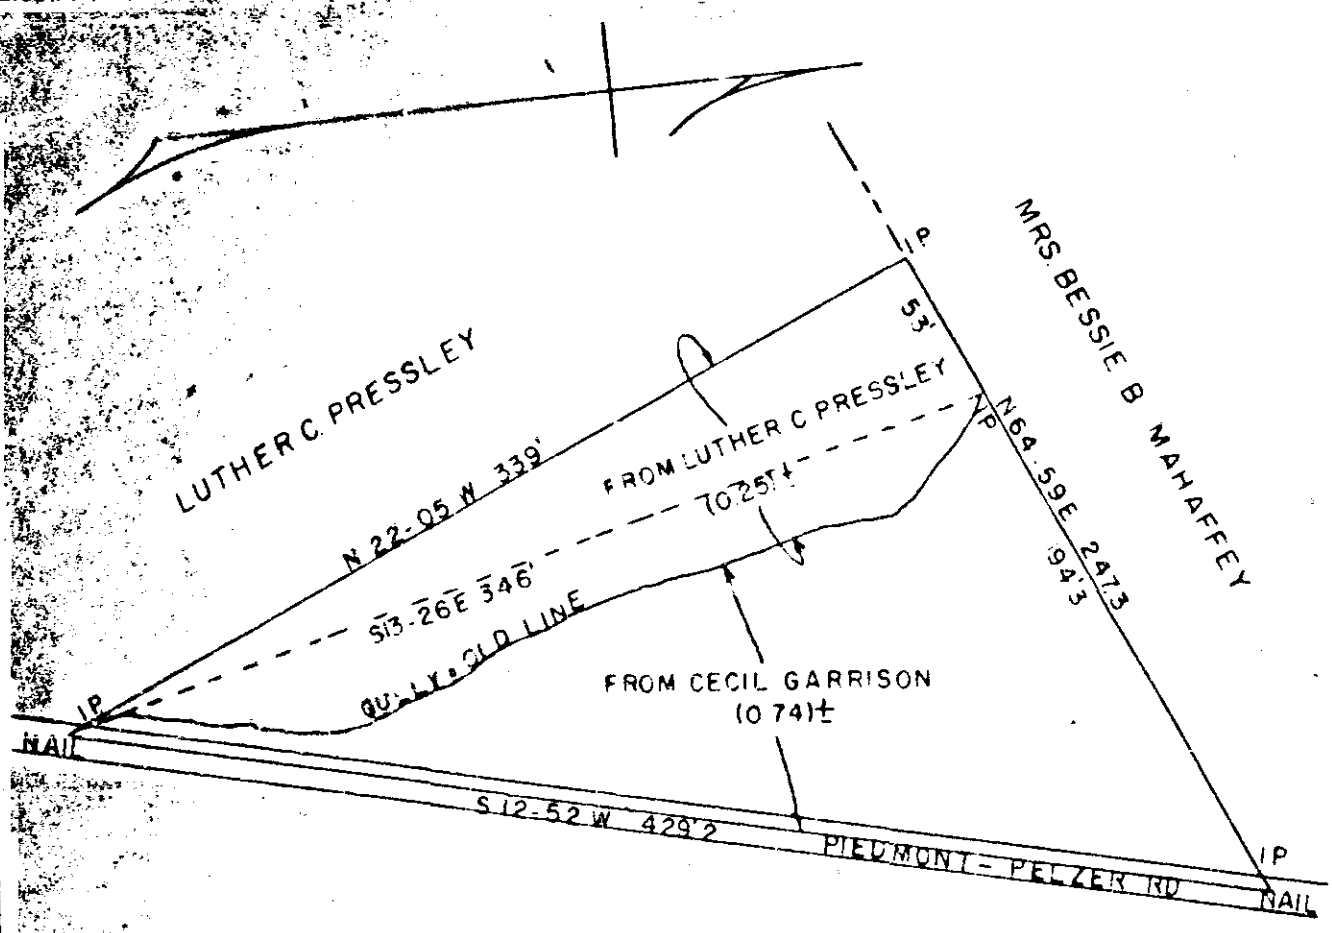 I P.
MRS. BESSIE B MAHAFFEY
LUTHER C. PRESSLEY
53'
FROM LUTHER C PRESSLEY
(0.25)±
N 22-05 W 339'
IP
N64-59E 247.3
194'3
S13-26E 346'
GULLY = OLD LINE
FROM CECIL GARRISON
(0 74)±
IP
NAIL
S 12-52 W 429'2
PIEDMONT - PELZER RD
IP
NAIL